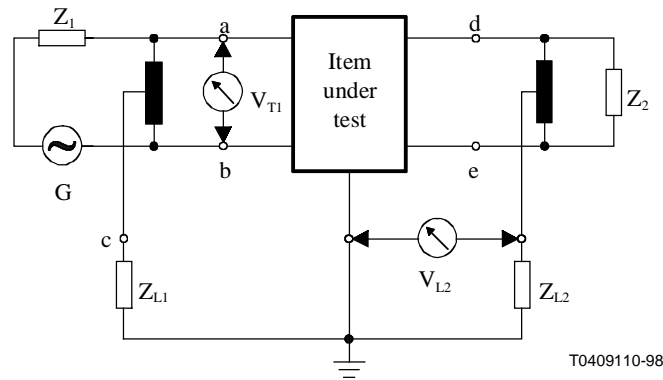 Z1
a
d
Item
under
test
VT1
Z2
b
e
G
c
VL2
ZL1
ZL2
T0409110-98